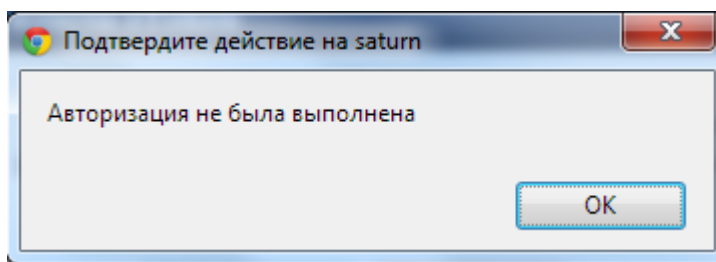 Подтвердите действие на saturn
Авторизация не была выполнена
OK